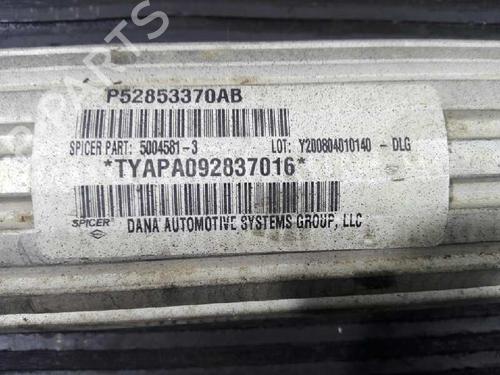 P52853370AB
SPICER PART: 5004581-3 LOT: Y200804010140 - DLG
*TYAPA092837016*
SPICER DANA AUTOMOTIVE SYSTEMS GROUP, LLC